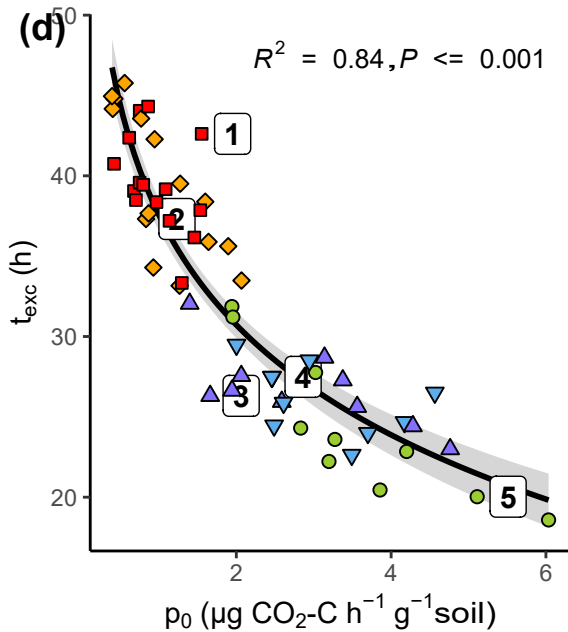 (d)
R² = 0.84, P <= 0.001
50
40
30
20
t_exc (h)
1
2
3
4
5
2 4 6
p₀ (µg CO₂-C h⁻¹ g⁻¹soil)